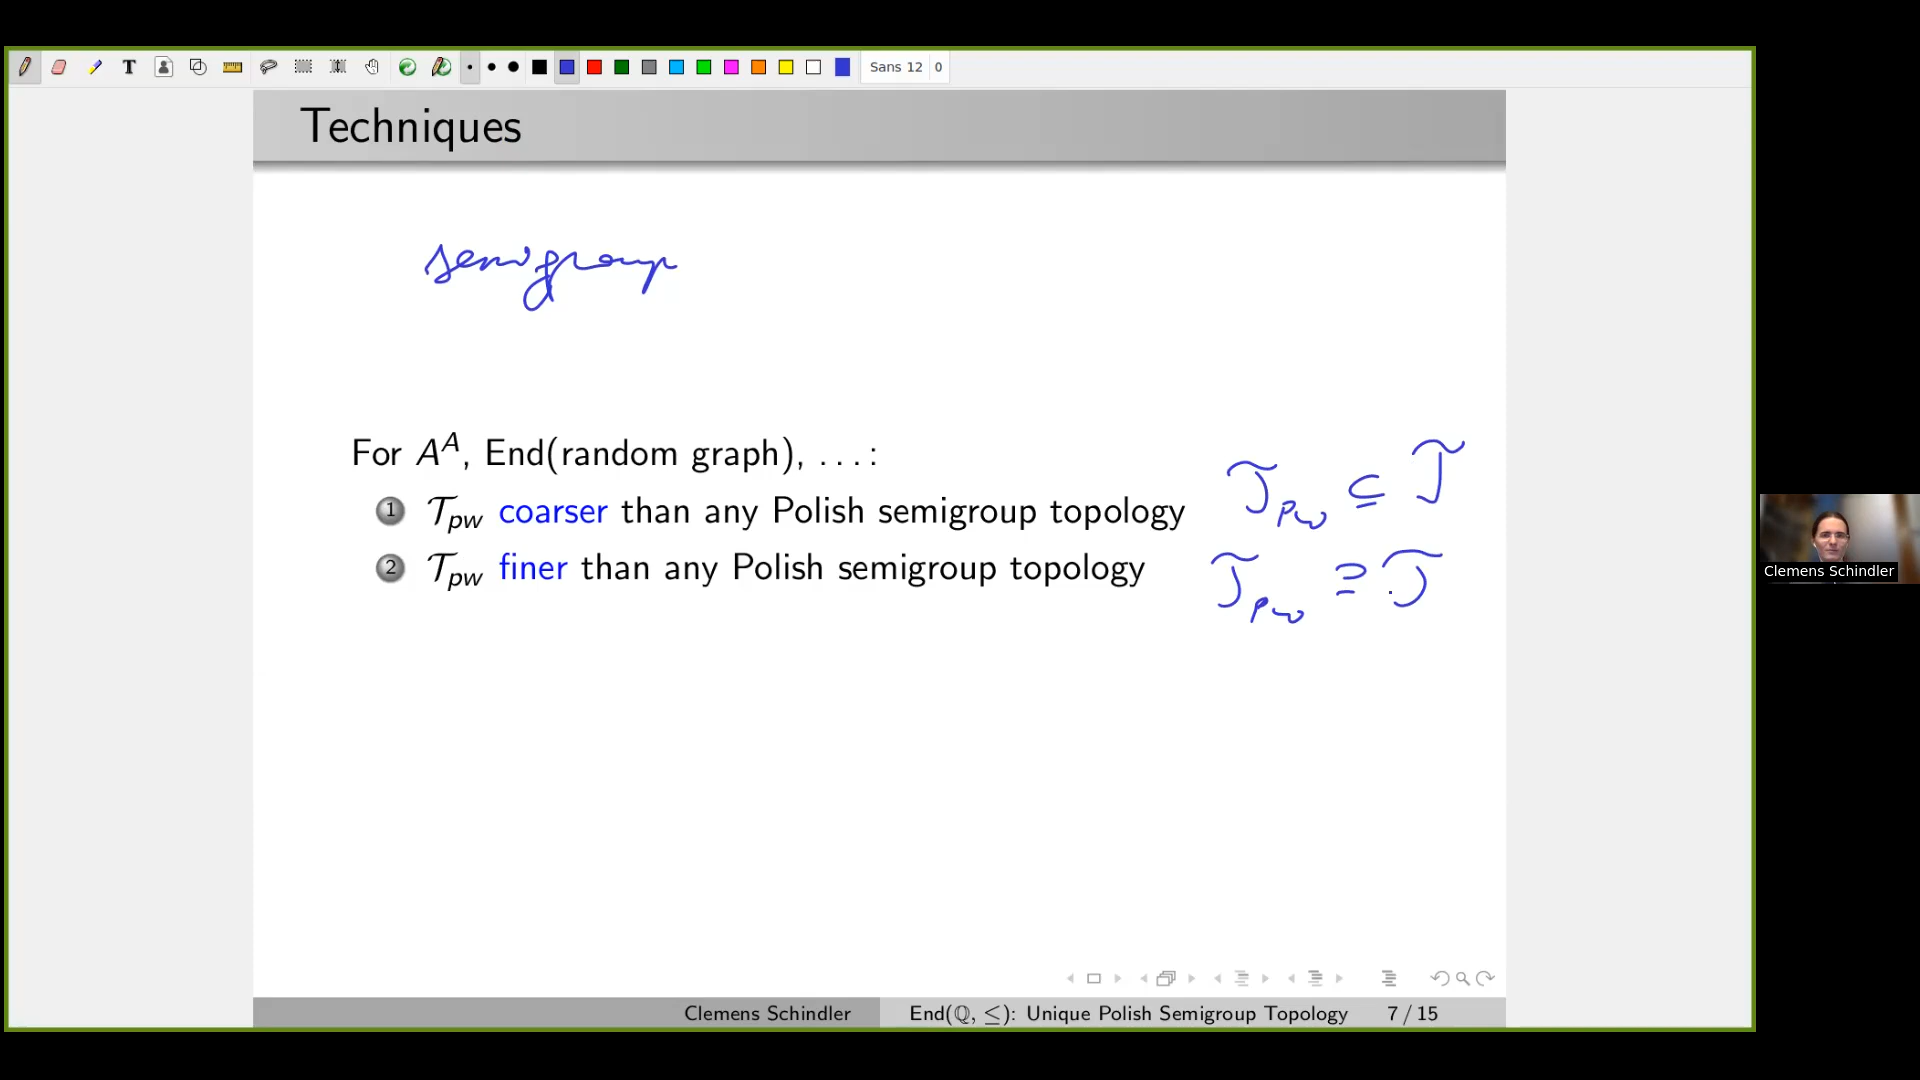 Sans 12 0
Techniques
semigroup
For A^A, End(random graph), . . . :
1 𝒯_pw coarser than any Polish semigroup topology 𝒯_pw ⊆ 𝒯
2 𝒯_pw finer than any Polish semigroup topology 𝒯_pw ⊇ 𝒯
Clemens Schindler
Clemens Schindler End(ℚ, ≤): Unique Polish Semigroup Topology 7 / 15